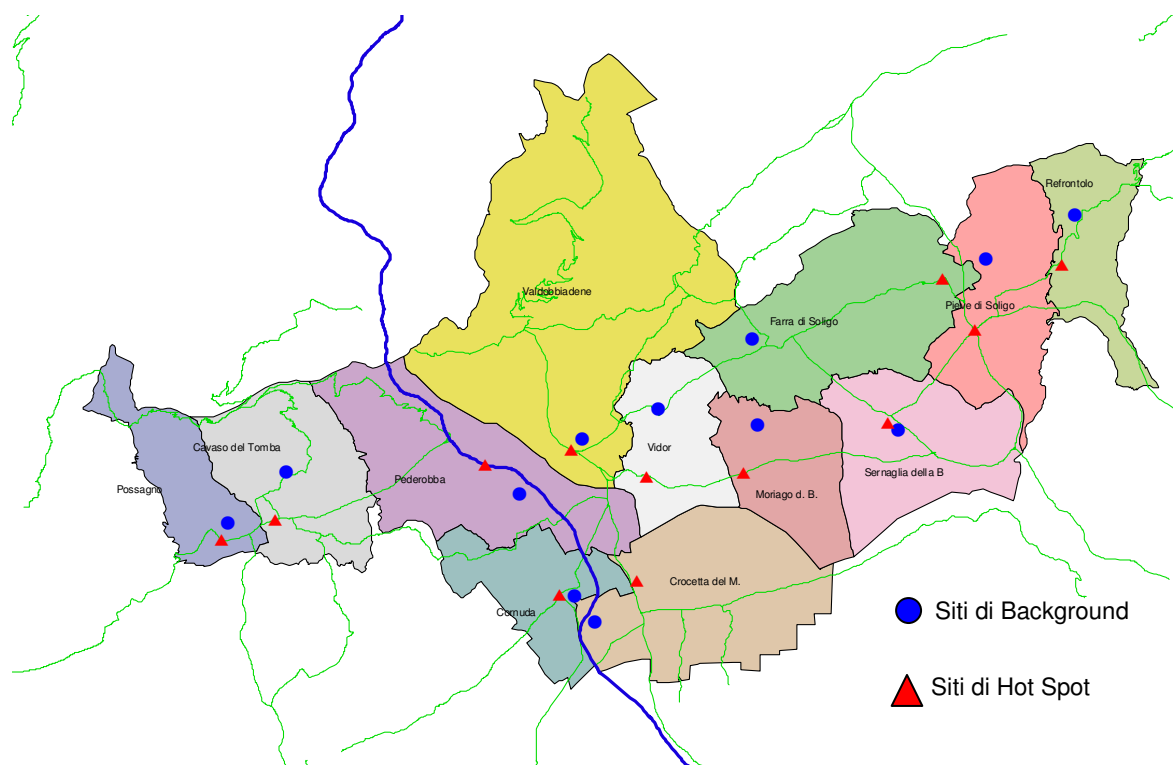 Refrontolo
Valdobbiadene
Pieve di Soligo
Farra di Soligo
Cavaso del Tomba
Vidor
Possagno
Pederobba
Sernaglia della B
Moriago d. B.
Crocetta del M.
Cornuda
Siti di Background
Siti di Hot Spot